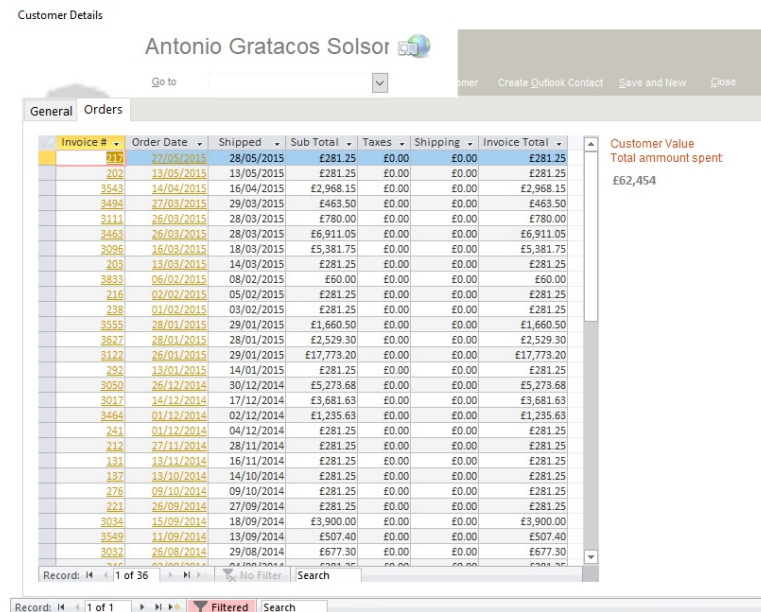 Customer Details
Antonio Gratacos Solsor
Go to
Create Outlook Contact Save and New Close
General Orders
Invoice # Order Date Shipped Sub Total Taxes Shipping Invoice Total
217 27/05/2015 28/05/2015 £281.25 £0.00 £0.00 £281.25
202 13/05/2015 13/05/2015 £281.25 £0.00 £0.00 £281.25
3543 14/04/2015 16/04/2015 £2,968.15 £0.00 £0.00 £2,968.15
3494 27/03/2015 29/03/2015 £463.50 £0.00 £0.00 £463.50
3111 26/03/2015 28/03/2015 £780.00 £0.00 £0.00 £780.00
3463 26/03/2015 28/03/2015 £6,911.05 £0.00 £0.00 £6,911.05
3096 16/03/2015 18/03/2015 £5,381.75 £0.00 £0.00 £5,381.75
203 13/03/2015 14/03/2015 £281.25 £0.00 £0.00 £281.25
3833 06/02/2015 08/02/2015 £60.00 £0.00 £0.00 £60.00
216 02/02/2015 05/02/2015 £281.25 £0.00 £0.00 £281.25
238 01/02/2015 03/02/2015 £281.25 £0.00 £0.00 £281.25
3555 28/01/2015 29/01/2015 £1,660.50 £0.00 £0.00 £1,660.50
3627 28/01/2015 28/01/2015 £2,529.30 £0.00 £0.00 £2,529.30
3122 26/01/2015 29/01/2015 £17,773.20 £0.00 £0.00 £17,773.20
292 13/01/2015 14/01/2015 £281.25 £0.00 £0.00 £281.25
3050 26/12/2014 30/12/2014 £5,273.68 £0.00 £0.00 £5,273.68
3017 14/12/2014 17/12/2014 £3,681.63 £0.00 £0.00 £3,681.63
3464 01/12/2014 02/12/2014 £1,235.63 £0.00 £0.00 £1,235.63
241 01/12/2014 04/12/2014 £281.25 £0.00 £0.00 £281.25
212 27/11/2014 28/11/2014 £281.25 £0.00 £0.00 £281.25
131 13/11/2014 16/11/2014 £281.25 £0.00 £0.00 £281.25
137 13/10/2014 14/10/2014 £281.25 £0.00 £0.00 £281.25
276 09/10/2014 09/10/2014 £281.25 £0.00 £0.00 £281.25
221 26/09/2014 27/09/2014 £281.25 £0.00 £0.00 £281.25
3034 15/09/2014 18/09/2014 £3,900.00 £0.00 £0.00 £3,900.00
3549 11/09/2014 13/09/2014 £507.40 £0.00 £0.00 £507.40
3032 26/08/2014 29/08/2014 £677.30 £0.00 £0.00 £677.30
Record: 1 of 36 No Filter Search
Customer Value
Total ammount spent:
£62,454
Record: 1 of 1 Filtered Search